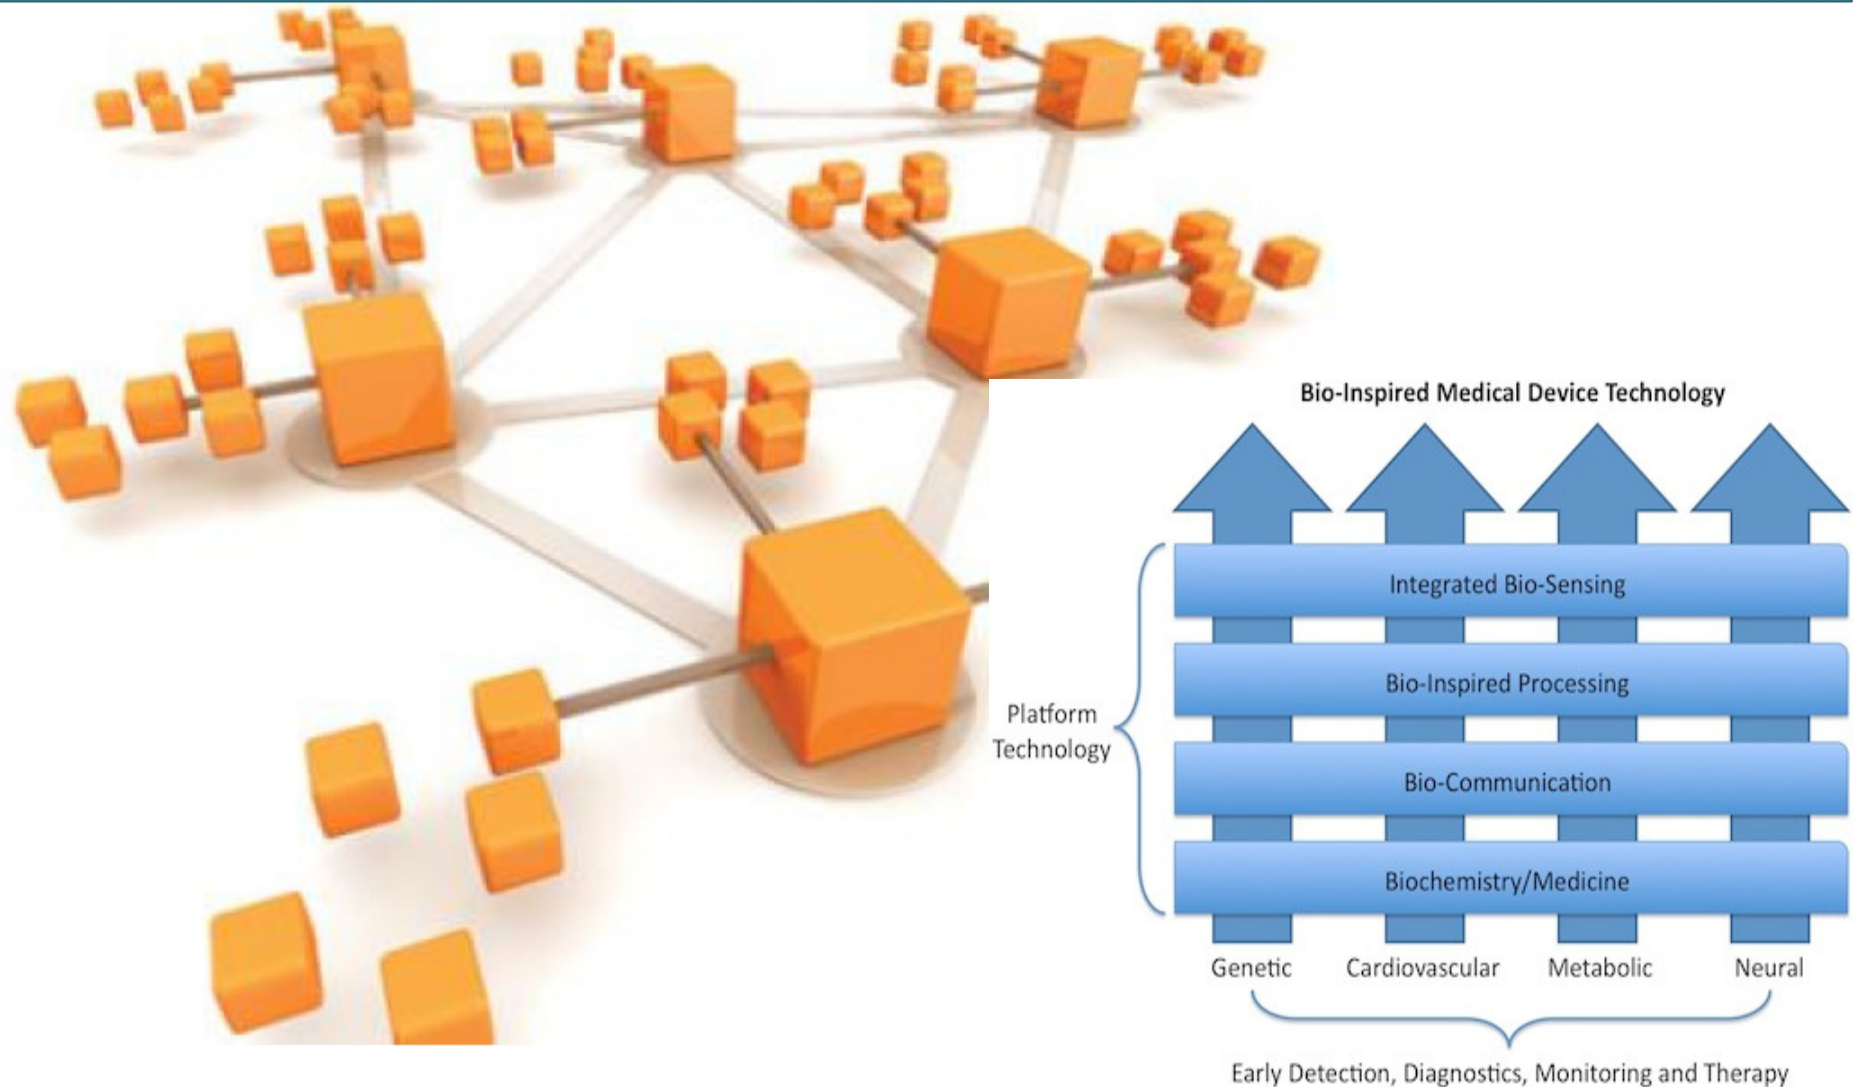 Bio-Inspired Medical Device Technology
Integrated Bio-Sensing
Bio-Inspired Processing
Platform
Technology
Bio-Communication
Biochemistry/Medicine
Genetic
Cardiovascular
Metabolic
Neural
Early Detection, Diagnostics, Monitoring and Therapy